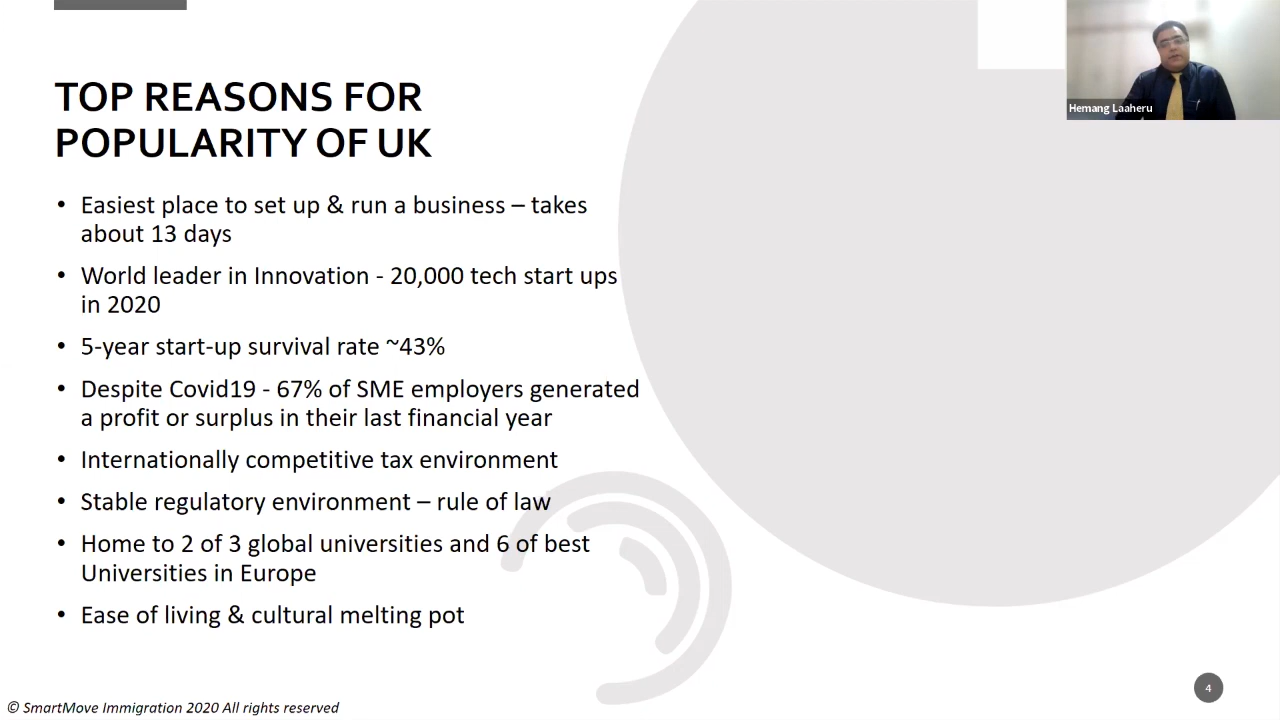 Hemang Laaheru
TOP REASONS FOR
POPULARITY OF UK
• Easiest place to set up & run a business – takes
about 13 days
• World leader in Innovation - 20,000 tech start ups
in 2020
• 5-year start-up survival rate ~43%
• Despite Covid19 - 67% of SME employers generated
a profit or surplus in their last financial year
• Internationally competitive tax environment
• Stable regulatory environment – rule of law
• Home to 2 of 3 global universities and 6 of best
Universities in Europe
• Ease of living & cultural melting pot
4
© SmartMove Immigration 2020 All rights reserved